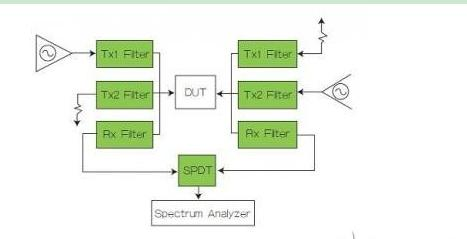 Tx1 Filter
Tx1 Filter
Tx2 Filter
DUT
Tx2 Filter
Rx Filter
Rx Filter
SPDT
Spectrum Analyzer